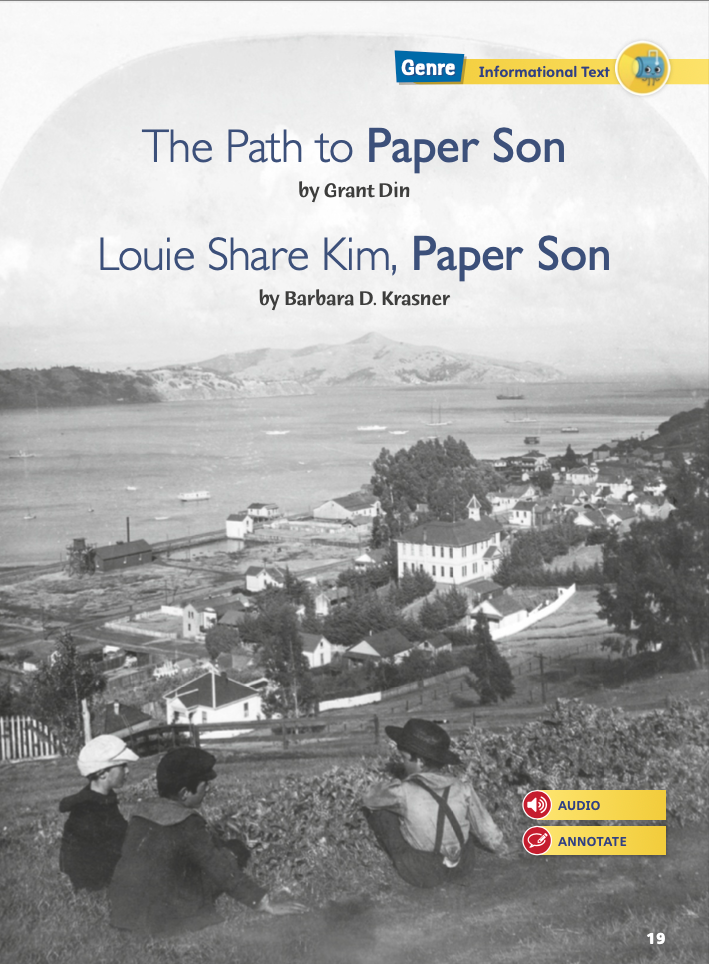 Genre
Informational Text
The Path to Paper Son
by Grant Din
Louie Share Kim, Paper Son
by Barbara D. Krasner
AUDIO
ANNOTATE
19